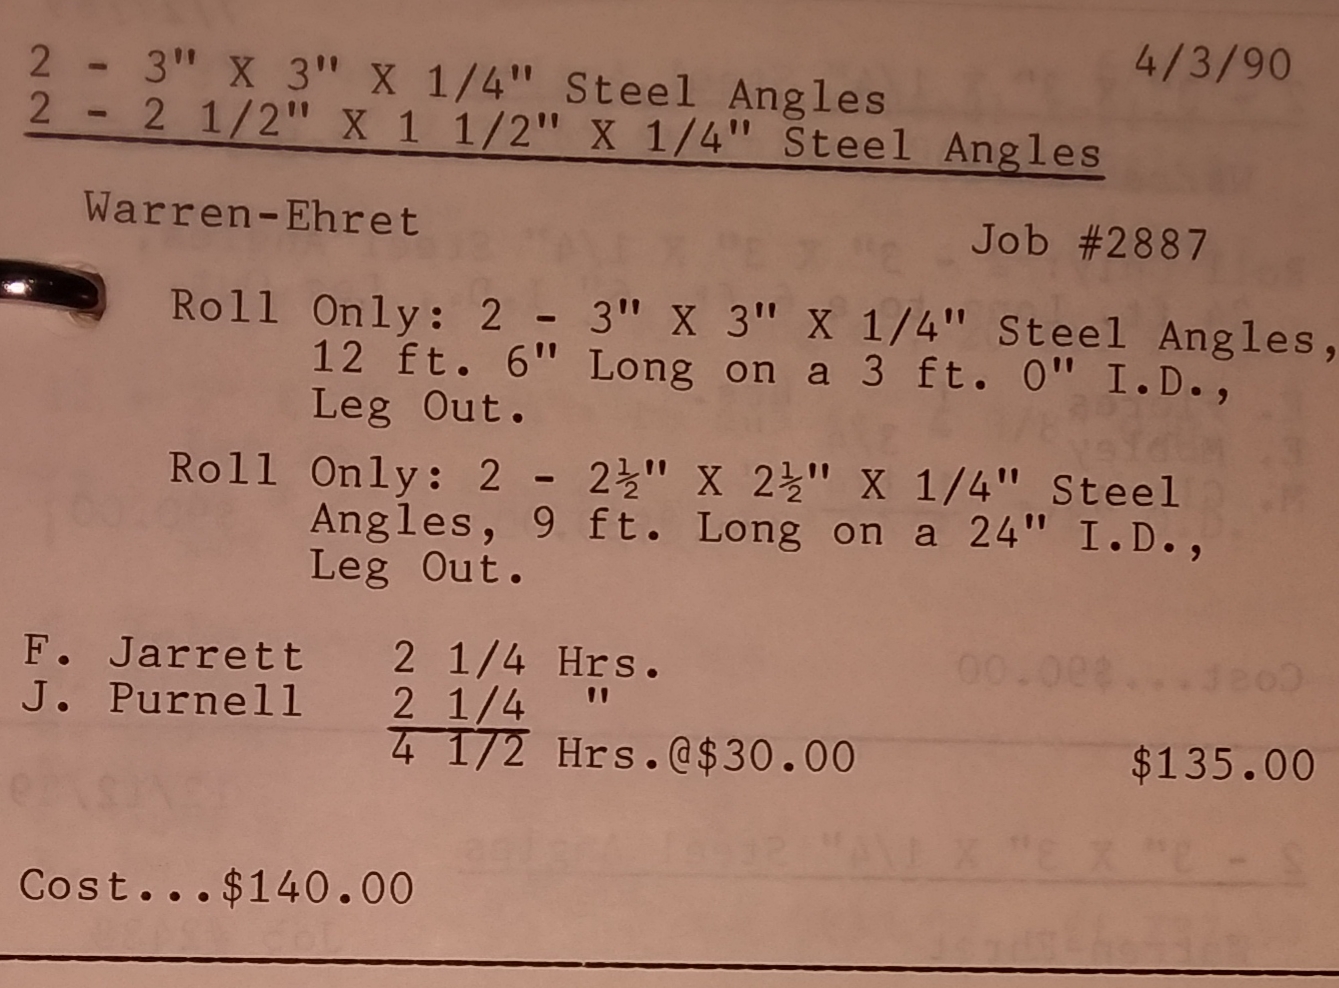 4/3/90
2 - 3" X 3" X 1/4" Steel Angles
2 - 2 1/2" X 1 1/2" X 1/4" Steel Angles
Warren-Ehret
Job #2887
Roll Only: 2 - 3" X 3" X 1/4" Steel Angles,
12 ft. 6" Long on a 3 ft. 0" I.D.,
Leg Out.
Roll Only: 2 - 2½" X 2½" X 1/4" Steel
Angles, 9 ft. Long on a 24" I.D.,
Leg Out.
F. Jarrett 2 1/4 Hrs.
J. Purnell 2 1/4 "
4 1/2 Hrs.@$30.00 $135.00
Cost...$140.00